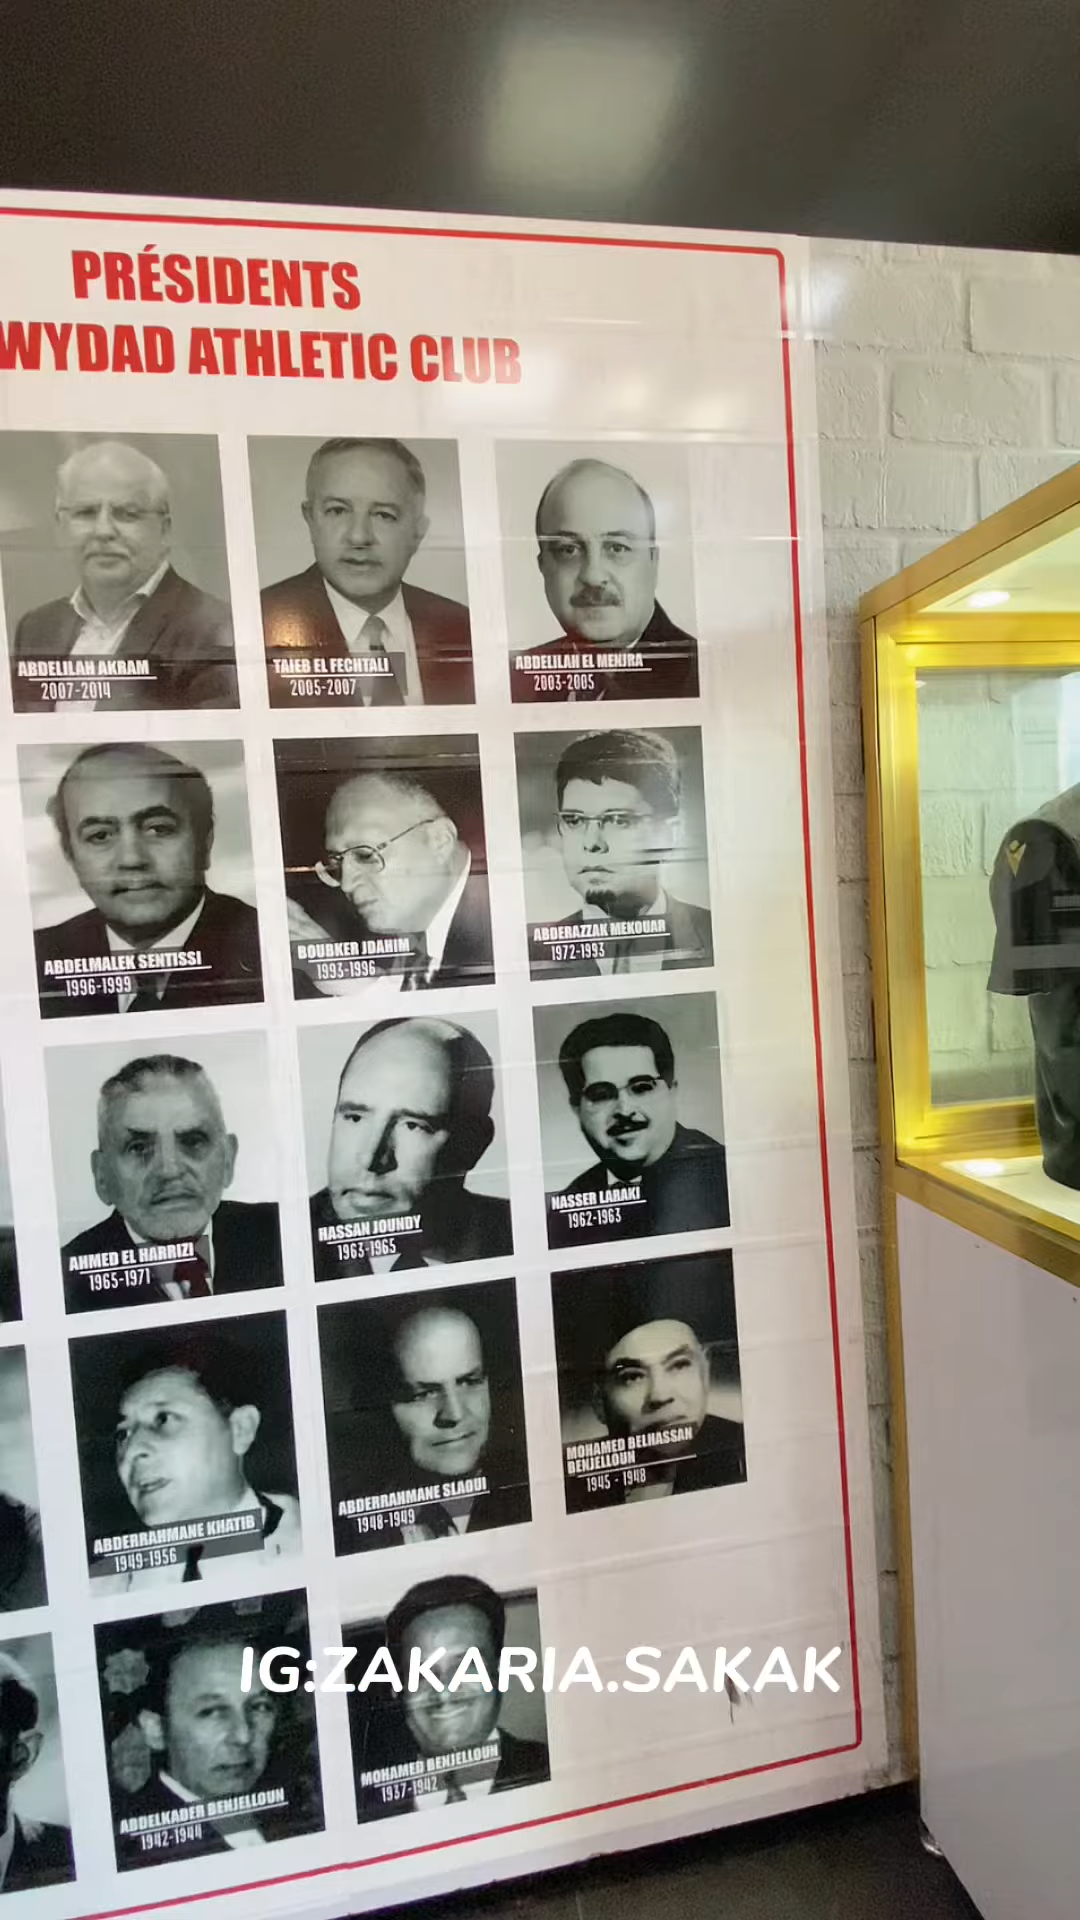 PRÉSIDENTS
WYDAD ATHLETIC CLUB
ABDELILAH AKRAM
2007-2014
TAIEB EL FECHTALI
2005-2007
ABDELILAH EL MENJRA
2003-2005
ABDELMALEK SENTISSI
1996-1999
BOUBKER JDAHIM
1993-1996
ABDERAZZAK MEKOUAR
1972-1993
AHMED EL HARRIZI
1965-1971
HASSAN JOUNDY
1963-1965
NASSER LARAKI
1962-1963
ABDERRAHMANE KHATIB
1949-1956
ABDERRAHMANE SLAOUI
1948-1949
MOHAMED BELHASSAN
BENJELLOUN
1945 - 1948
ABDELKADER BENJELLOUN
1942-1944
MOHAMED BENJELLOUN
1937-1942
IG:ZAKARIA.SAKAK